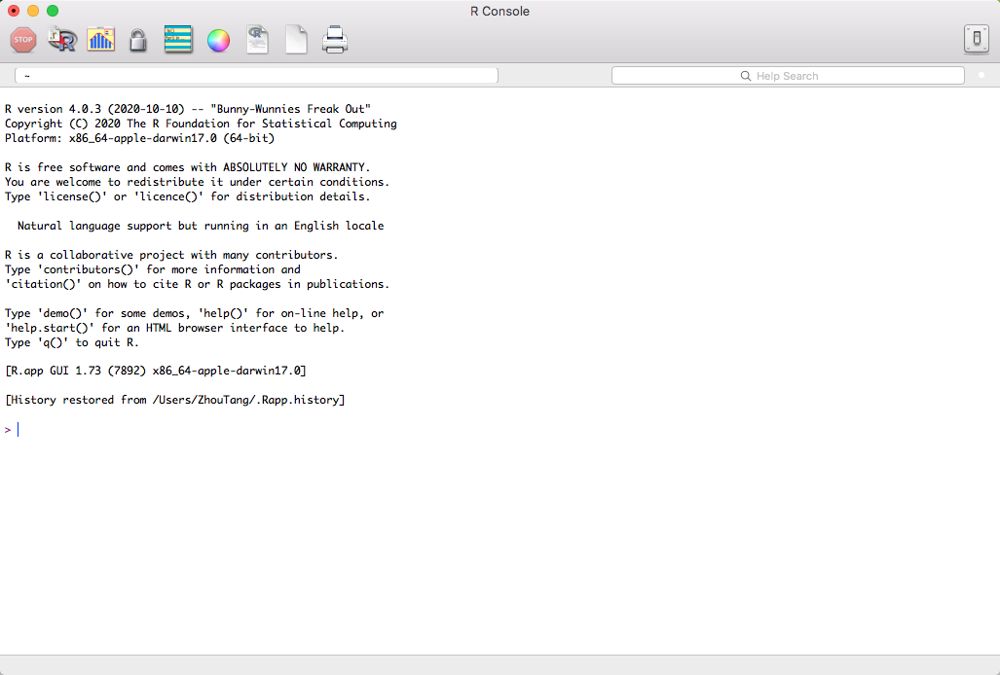 R Console
STOP
~
Help Search
R version 4.0.3 (2020-10-10) -- "Bunny-Wunnies Freak Out"
Copyright (C) 2020 The R Foundation for Statistical Computing
Platform: x86_64-apple-darwin17.0 (64-bit)
R is free software and comes with ABSOLUTELY NO WARRANTY.
You are welcome to redistribute it under certain conditions.
Type 'license()' or 'licence()' for distribution details.
Natural language support but running in an English locale
R is a collaborative project with many contributors.
Type 'contributors()' for more information and
'citation()' on how to cite R or R packages in publications.
Type 'demo()' for some demos, 'help()' for on-line help, or
'help.start()' for an HTML browser interface to help.
Type 'q()' to quit R.
[R.app GUI 1.73 (7892) x86_64-apple-darwin17.0]
[History restored from /Users/ZhouTang/.Rapp.history]
>